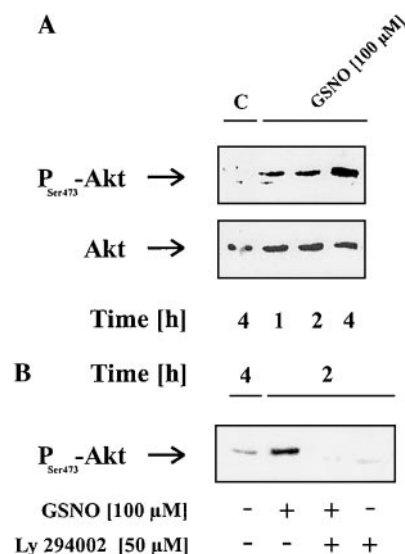 A
C
GSNO [100 µM]
PSer473-Akt
Akt
Time [h] 4 1 2 4
B Time [h] 4 2
PSer473-Akt
GSNO [100 µM] - + + -
Ly 294002 [50 µM] - - + +